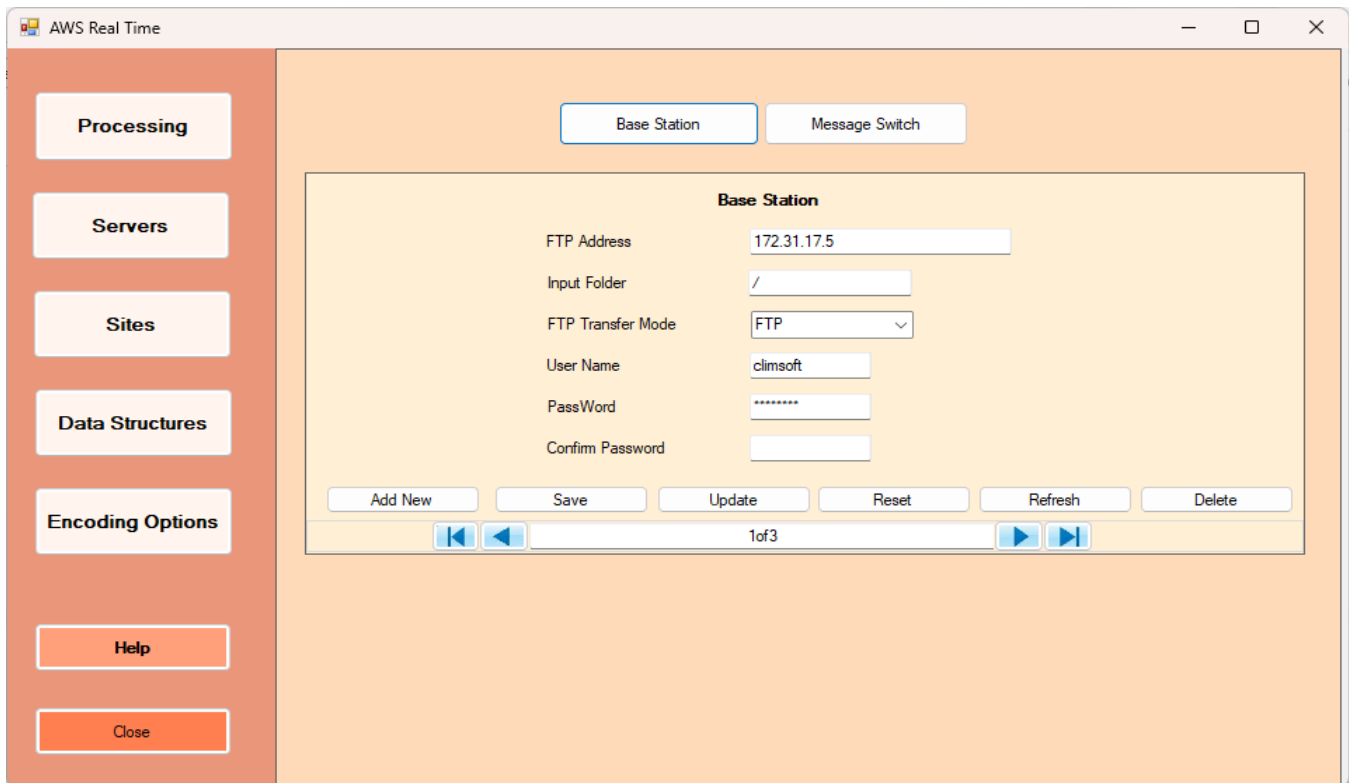 AWS Real Time
Processing
Servers
Sites
Data Structures
Encoding Options
Help
Close
Base Station Message Switch
Base Station
FTP Address 172.31.17.5
Input Folder /
FTP Transfer Mode FTP
User Name climsoft
PassWord ********
Confirm Password
Add New Save Update Reset Refresh Delete
1of3